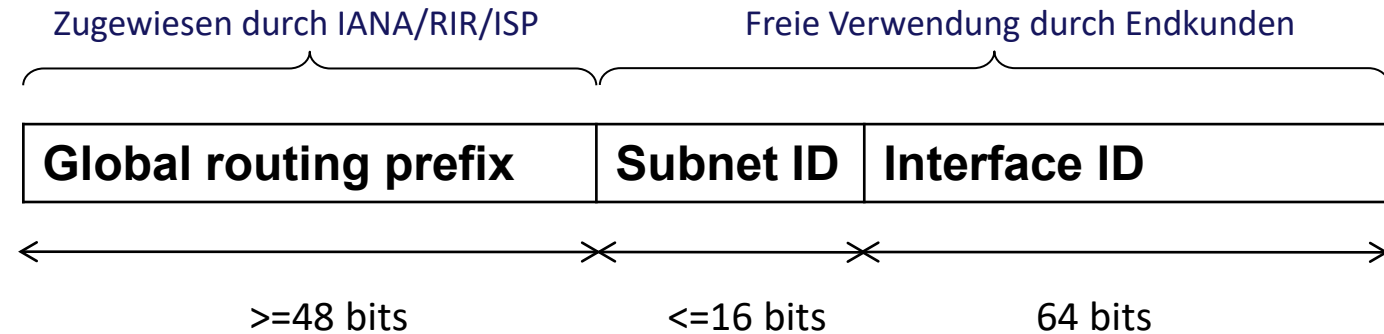 Zugewiesen durch IANA/RIR/ISP Freie Verwendung durch Endkunden
Global routing prefix Subnet ID Interface ID
>=48 bits <=16 bits 64 bits